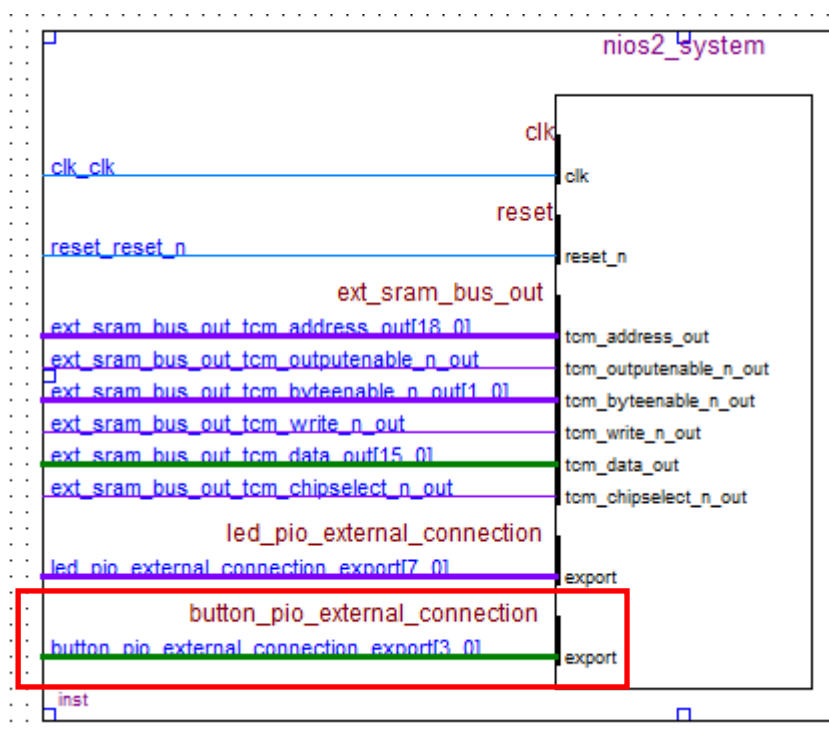 nios2_system
clk
clk_clk
clk
reset
reset_reset_n
reset_n
ext_sram_bus_out
ext_sram_bus_out_tcm_address_out[18..0]
tcm_address_out
ext_sram_bus_out_tcm_outputenable_n_out
tcm_outputenable_n_out
ext_sram_bus_out_tcm_byteenable_n_out[1..0]
tcm_byteenable_n_out
ext_sram_bus_out_tcm_write_n_out
tcm_write_n_out
ext_sram_bus_out_tcm_data_out[15..0]
tcm_data_out
ext_sram_bus_out_tcm_chipselect_n_out
tcm_chipselect_n_out
led_pio_external_connection
led_pio_external_connection_export[7..0]
export
button_pio_external_connection
button_pio_external_connection_export[3..0]
export
inst